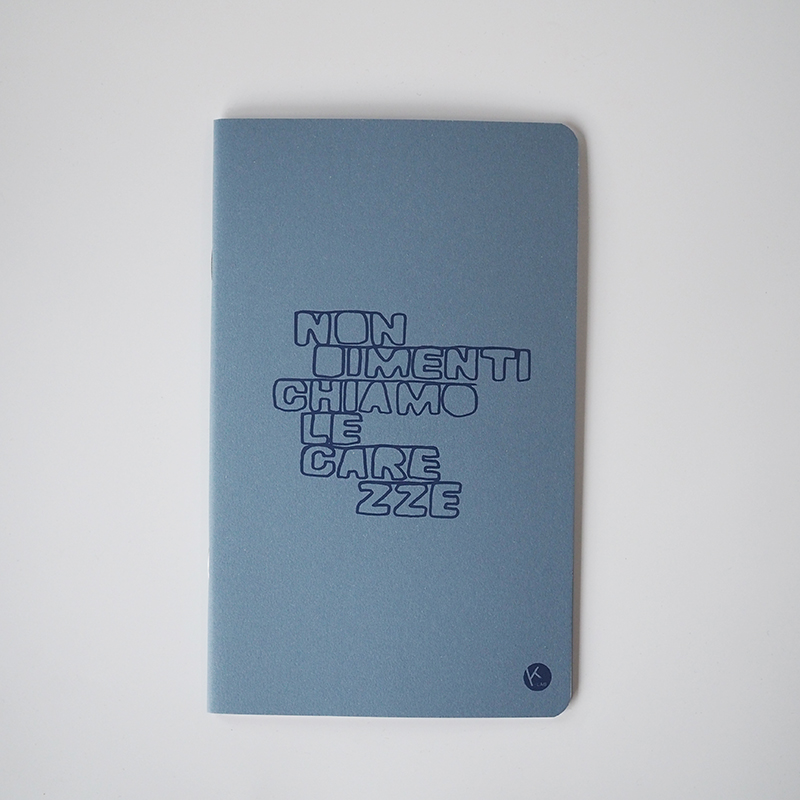 NON
DIMENTI
CHIAMO
LE
CARE
ZZE
K